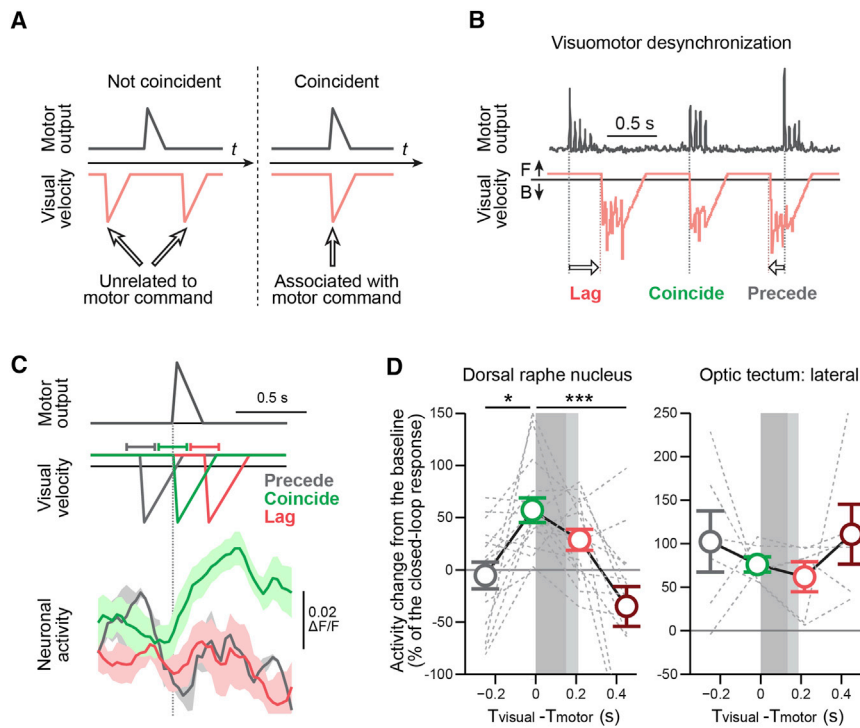 A
Not coincident
Coincident
Motor
output
t
t
Visual
velocity
Unrelated to
motor command
Associated with
motor command
B
Visuomotor desynchronization
Motor
output
0.5 s
F
B
Visual
velocity
Lag
Coincide
Precede
C
Motor
output
0.5 s
Visual
velocity
Precede
Coincide
Lag
Neuronal
activity
0.02
ΔF/F
D
Dorsal raphe nucleus
Optic tectum: lateral
* ***
Activity change from the baseline
(% of the closed-loop response)
150
100
50
0
-50
-100
−0.2 0 0.2 0.4
Tvisual -Tmotor (s)
250
200
150
100
50
0
-50
−0.2 0 0.2 0.4
Tvisual -Tmotor (s)